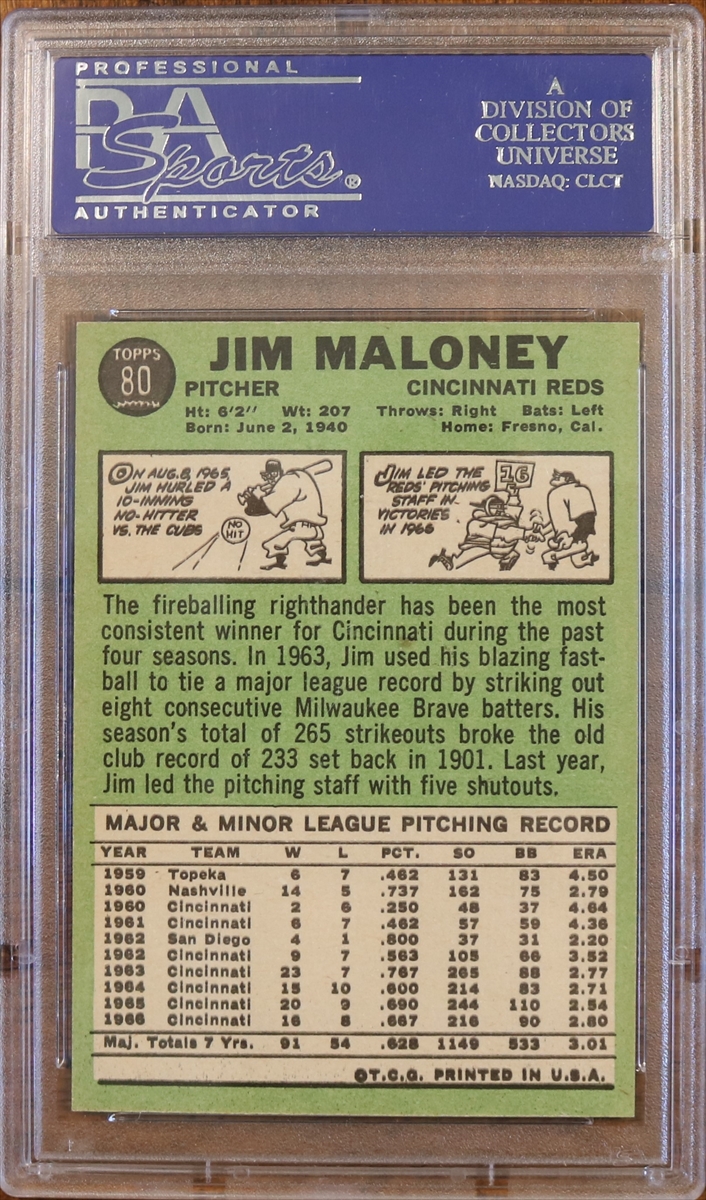 PROFESSIONAL
PSA
Sports®
AUTHENTICATOR
A
DIVISION OF
COLLECTORS
UNIVERSE
NASDAQ: CLCT
TOPPS
80
JIM MALONEY
PITCHER CINCINNATI REDS
Ht: 6'2" Wt: 207 Throws: Right Bats: Left
Born: June 2, 1940 Home: Fresno, Cal.
ON AUG. 8, 1965,
JIM HURLED A
10-INNING
NO-HITTER
VS. THE CUBS
NO
HIT
JIM LED THE
REDS' PITCHING
STAFF IN
VICTORIES
IN 1966
16
The fireballing righthander has been the most
consistent winner for Cincinnati during the past
four seasons. In 1963, Jim used his blazing fast-
ball to tie a major league record by striking out
eight consecutive Milwaukee Brave batters. His
season's total of 265 strikeouts broke the old
club record of 233 set back in 1901. Last year,
Jim led the pitching staff with five shutouts.
MAJOR & MINOR LEAGUE PITCHING RECORD
YEAR TEAM W L PCT. SO BB ERA
1959 Topeka 6 7 .462 131 83 4.50
1960 Nashville 14 5 .737 162 75 2.79
1960 Cincinnati 2 6 .250 48 37 4.64
1961 Cincinnati 6 7 .462 57 59 4.36
1962 San Diego 4 1 .800 37 31 2.20
1962 Cincinnati 9 7 .563 105 66 3.52
1963 Cincinnati 23 7 .767 265 88 2.77
1964 Cincinnati 15 10 .600 214 83 2.71
1965 Cincinnati 20 9 .690 244 110 2.54
1966 Cincinnati 16 8 .667 216 90 2.80
Maj. Totals 7 Yrs. 91 54 .628 1149 533 3.01
©T.C.G. PRINTED IN U.S.A.